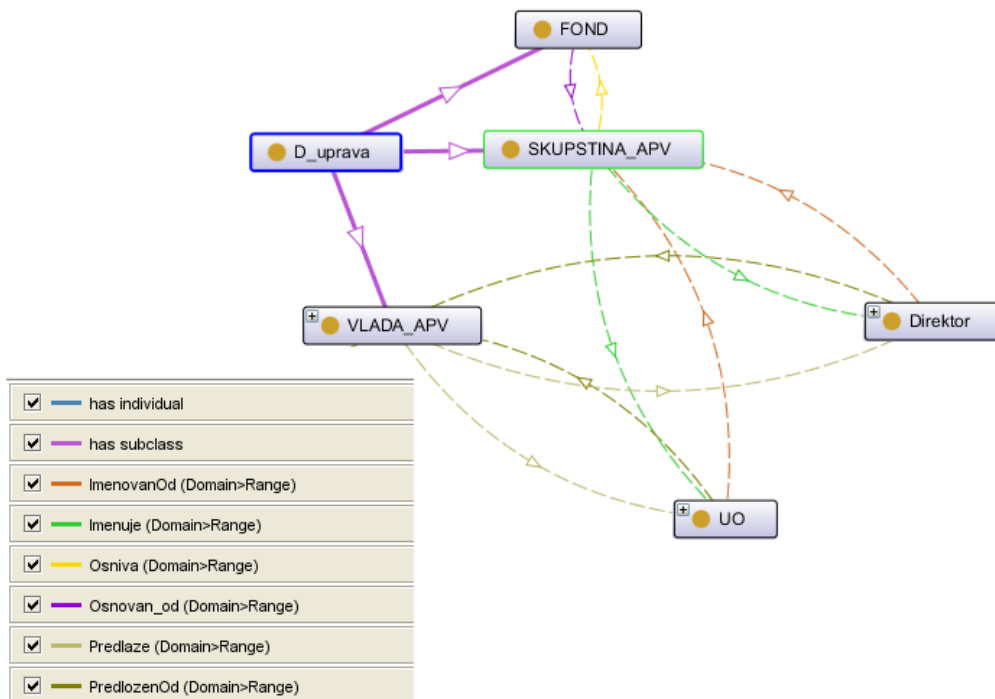 FOND
D_uprava
SKUPSTINA_APV
VLADA_APV
Direktor
UO
has individual
has subclass
ImenovanOd (Domain>Range)
Imenuje (Domain>Range)
Osniva (Domain>Range)
Osnovan_od (Domain>Range)
Predlaze (Domain>Range)
PredlozenOd (Domain>Range)